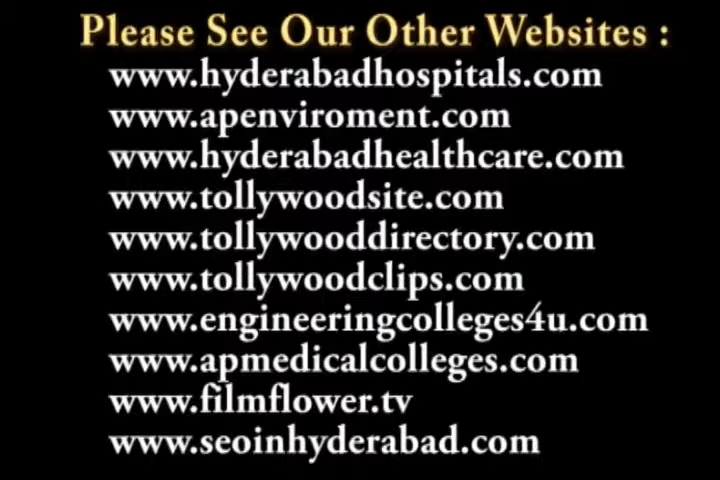 Please See Our Other Websites :
www.hyderabadhospitals.com
www.apenviroment.com
www.hyderabadhealthcare.com
www.tollywoodsite.com
www.tollywooddirectory.com
www.tollywoodclips.com
www.engineeringcolleges4u.com
www.apmedicalcolleges.com
www.filmflower.tv
www.seoinhyderabad.com